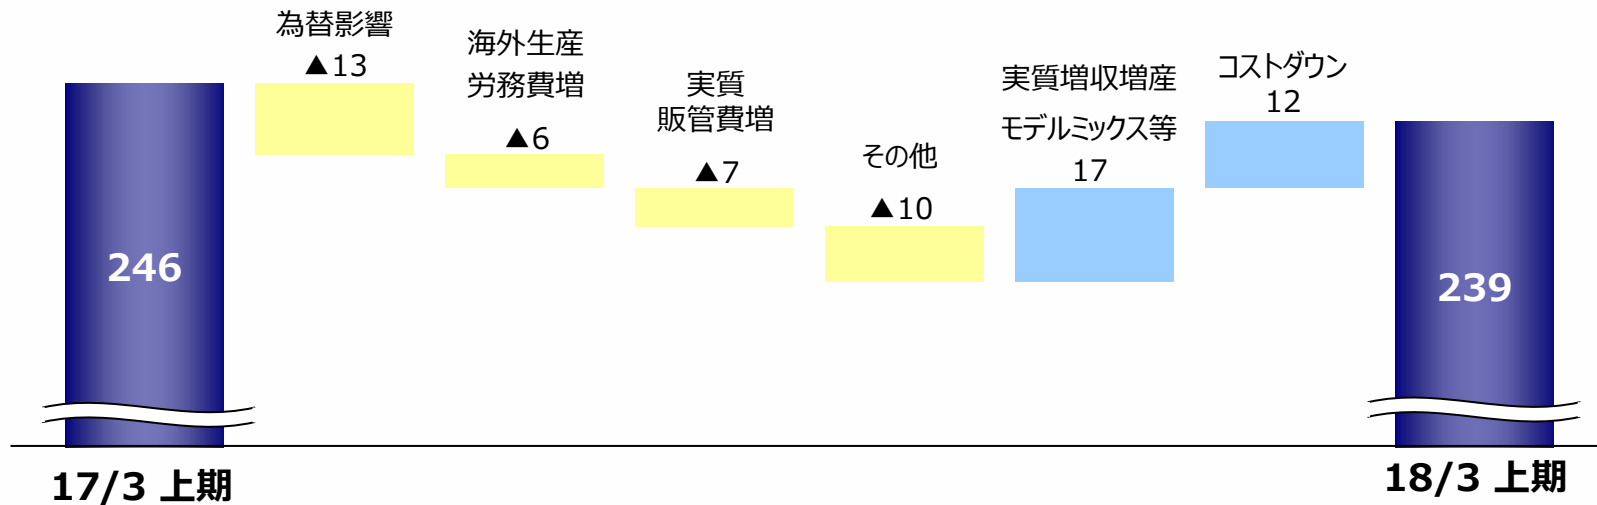 為替影響
▲13
海外生産
労務費増
▲6
実質
販管費増
▲7
その他
▲10
実質増収増産
モデルミックス等
17
コストダウン
12
246
239
17/3 上期
18/3 上期